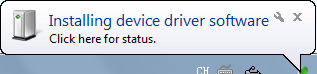 Installing device driver software
Click here for status.
CH